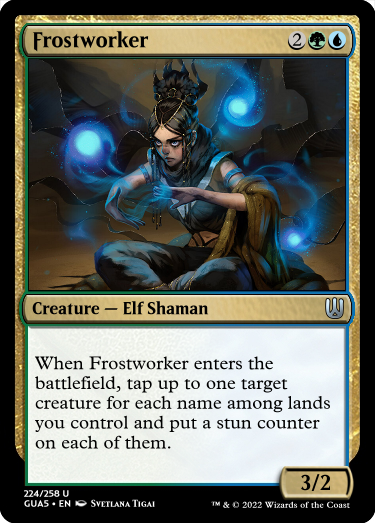 Frostworker 2
Creature — Elf Shaman
When Frostworker enters the
battlefield, tap up to one target
creature for each name among lands
you control and put a stun counter
on each of them.
3/2
224/258 U
GUA5 • EN Svetlana Tigai
™ & © 2022 Wizards of the Coast